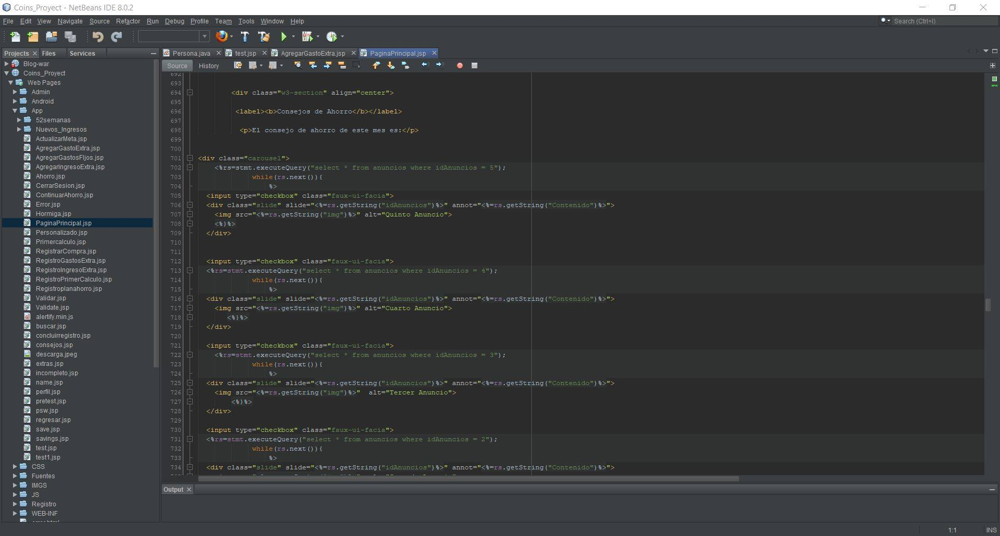 Coins_Proyect - NetBeans IDE 8.0.2
File Edit View Navigate Source Refactor Run Debug Profile Team Tools Window Help
Search (Ctrl+I)
Projects Files Services
Persona.java test.jsp AgregarGastoExtra.jsp PaginaPrincipal.jsp
Source History
Blog-war
Coins_Proyect
Web Pages
Admin
Android
App
52semanas
Nuevos_Ingresos
ActualizarMeta.jsp
AgregarGastoExtra.jsp
AgregarGastosFIjos.jsp
AgregarIngresoExtra.jsp
Ahorro.jsp
CerrarSesion.jsp
ContinuarAhorro.jsp
Error.jsp
Hormiga.jsp
PaginaPrincipal.jsp
Personalizado.jsp
Primercalculo.jsp
RegistrarCompra.jsp
RegistroGastosExtra.jsp
RegistroIngresoExtra.jsp
RegistroPrimerCalculo.jsp
Registroplanahorro.jsp
Validar.jsp
Validate.jsp
alertify.min.js
buscar.jsp
concluirregistro.jsp
consejos.jsp
descarga.jpeg
extras.jsp
incompleto.jsp
name.jsp
perfil.jsp
pretest.jsp
psw.jsp
regresar.jsp
save.jsp
savings.jsp
test.jsp
test1.jsp
CSS
Fuentes
IMGS
JS
Registro
WEB-INF
692
693
694 <div class="w3-section" align="center">
695
696 <label><b>Consejos de Ahorro</b></label>
697
698 <p>El consejo de ahorro de este mes es:</p>
699
700
701 <div class="carousel">
702 <%rs=stmt.executeQuery("select * from anuncios where idAnuncios = 5");
703 while(rs.next()){
704 %>
705 <input type="checkbox" class="faux-ui-facia">
706 <div class="slide" slide="<%=rs.getString("idAnuncios")%>" annot="<%=rs.getString("Contenido")%>">
707 <img src="<%=rs.getString("img")%>" alt="Quinto Anuncio">
708 <%}%>
709 </div>
710
711
712 <input type="checkbox" class="faux-ui-facia">
713 <%rs=stmt.executeQuery("select * from anuncios where idAnuncios = 4");
714 while(rs.next()){
715 %>
716 <div class="slide" slide="<%=rs.getString("idAnuncios")%>" annot="<%=rs.getString("Contenido")%>">
717 <img src="<%=rs.getString("img")%>" alt="Cuarto Anuncio">
718 <%}%>
719 </div>
720
721 <input type="checkbox" class="faux-ui-facia">
722 <%rs=stmt.executeQuery("select * from anuncios where idAnuncios = 3");
723 while(rs.next()){
724 %>
725 <div class="slide" slide="<%=rs.getString("idAnuncios")%>" annot="<%=rs.getString("Contenido")%>">
726 <img src="<%=rs.getString("img")%>" alt="Tercer Anuncio">
727 <%}%>
728 </div>
729
730 <input type="checkbox" class="faux-ui-facia">
731 <%rs=stmt.executeQuery("select * from anuncios where idAnuncios = 2");
732 while(rs.next()){
733 %>
734 <div class="slide" slide="<%=rs.getString("idAnuncios")%>" annot="<%=rs.getString("Contenido")%>">
Output
1:1 INS